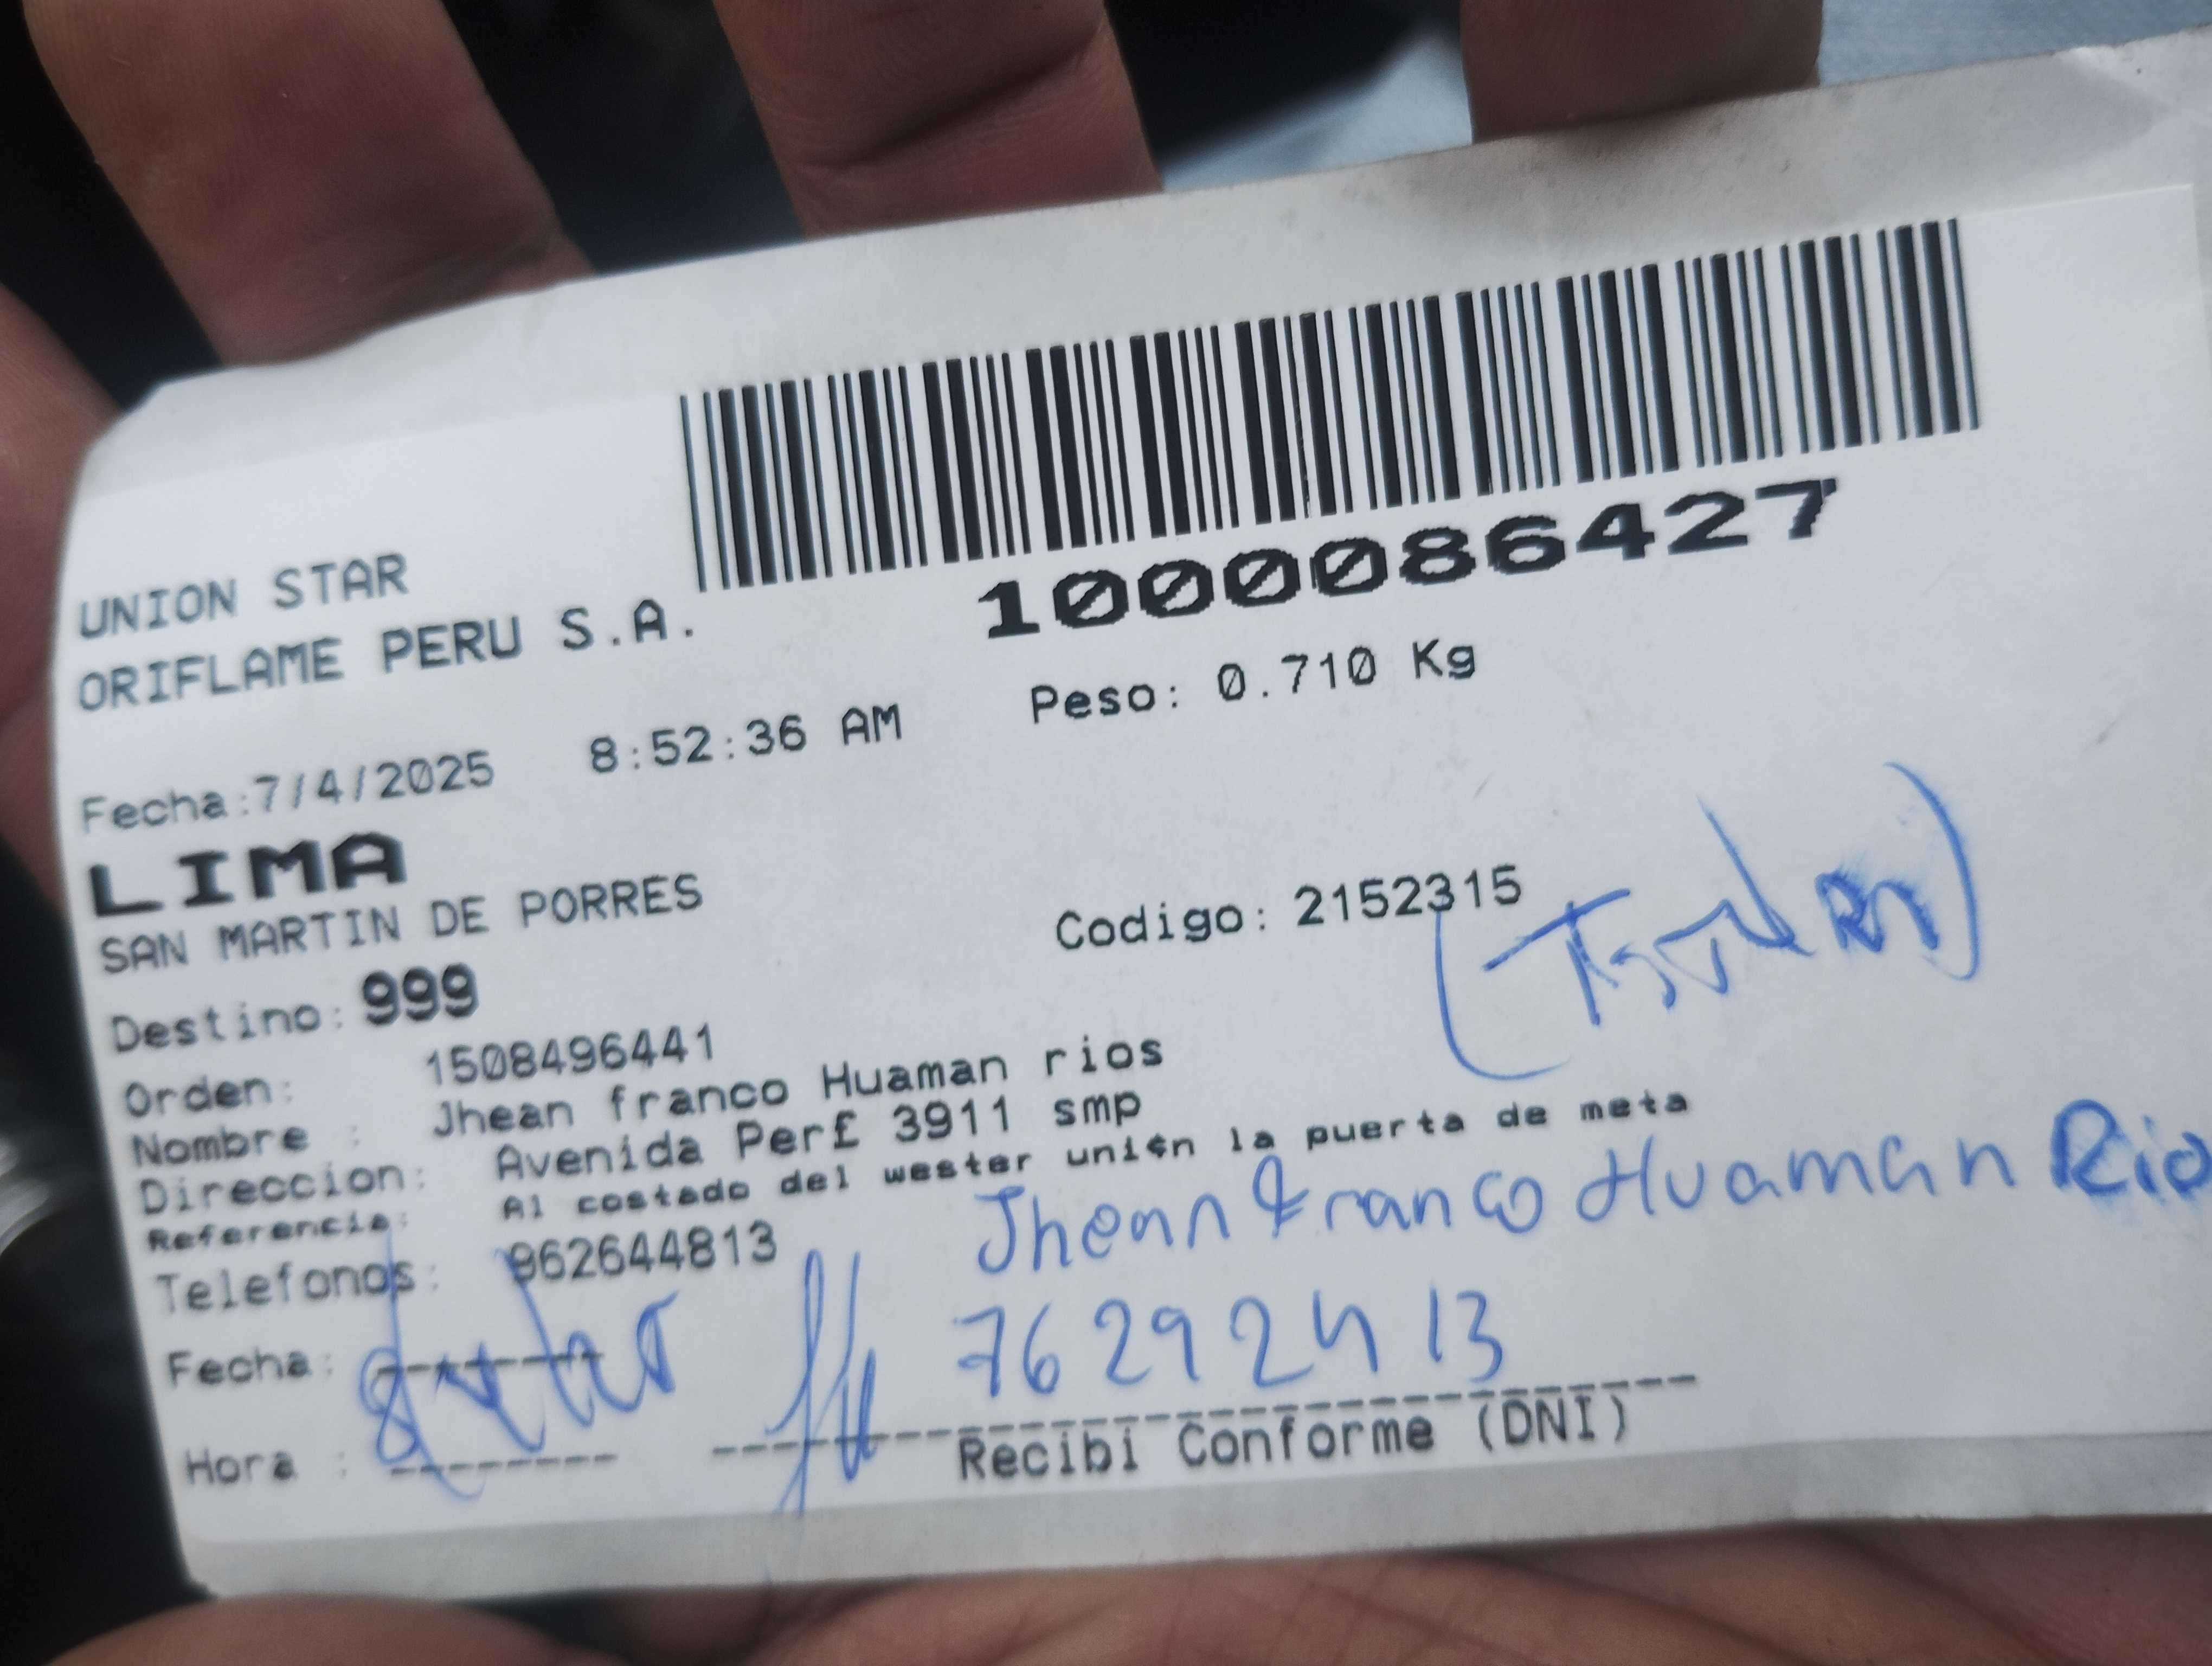 1000086427
UNION STAR
ORIFLAME PERU S.A.
Peso: 0.710 Kg
Fecha:7/4/2025 8:52:36 AM
LIMA
SAN MARTIN DE PORRES
Codigo: 2152315
Destino: 999
Orden: 1508496441
Nombre : Jhean franco Huaman rios
Direccion: Avenida Per£ 3911 smp
Referencia: Al costado del wester uni¢n la puerta de meta
Telefonos: 962644813
Jhean franco Huaman Rio
76292413
Fecha:
Hora :
Recibi Conforme (DNI)